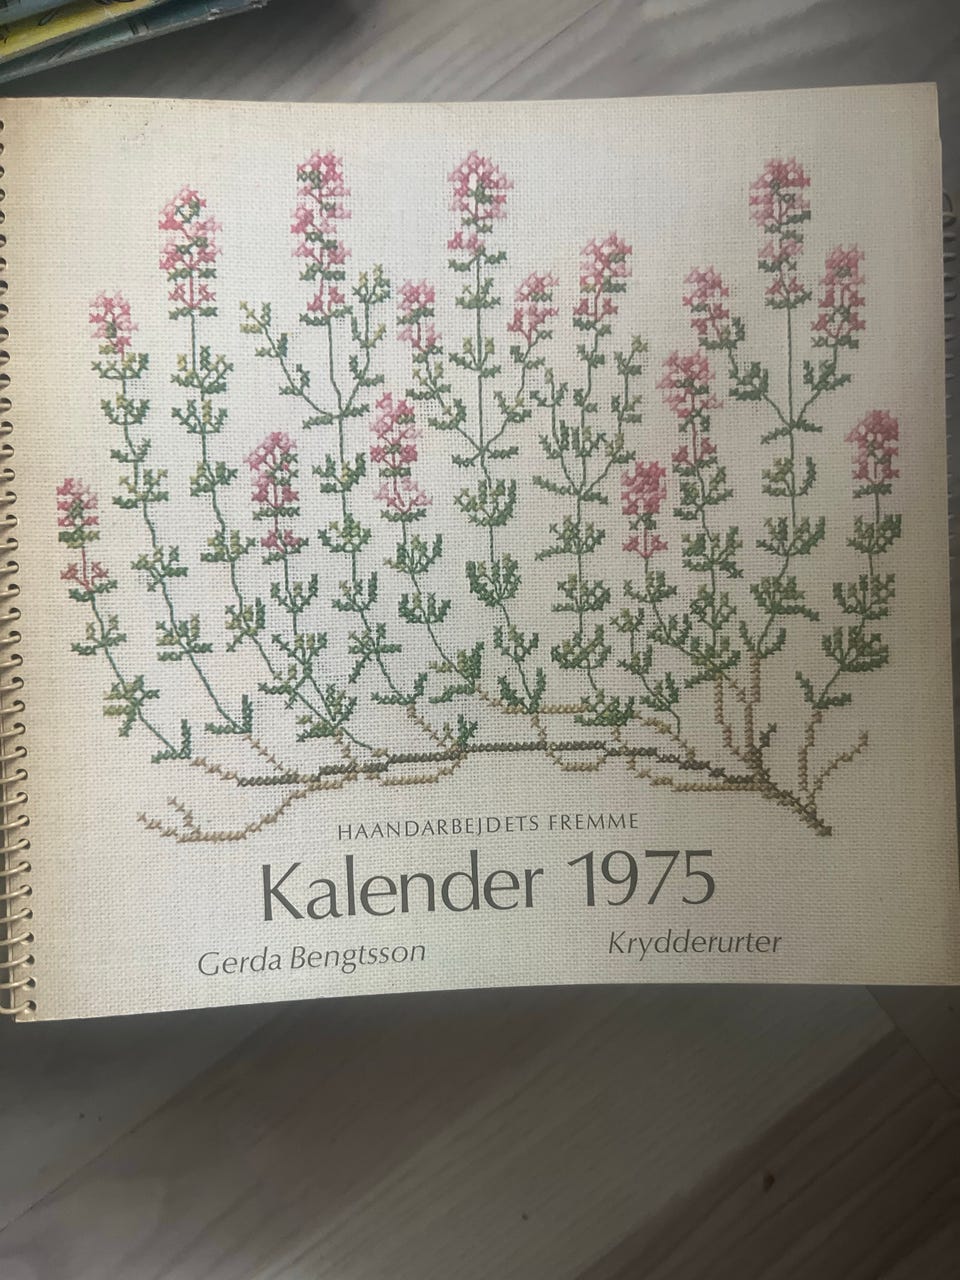 HAANDARBEJDETS FREMME
Kalender 1975
Gerda Bengtsson
Krydderurter